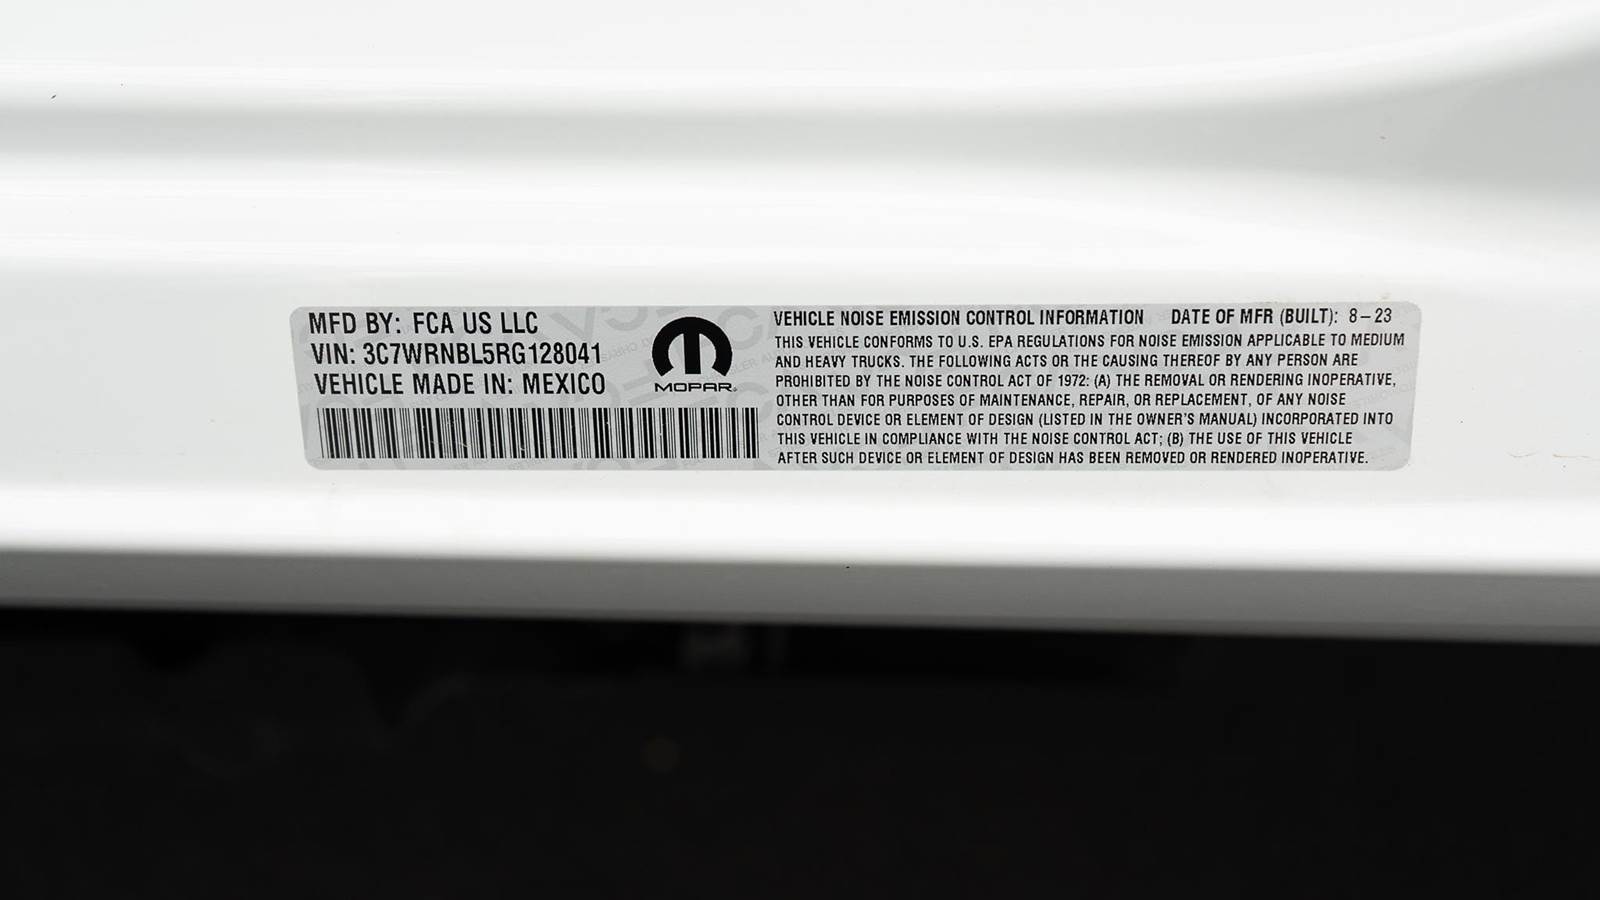 MFD BY: FCA US LLC
VIN: 3C7WRNBL5RG128041
VEHICLE MADE IN: MEXICO
MOPAR
VEHICLE NOISE EMISSION CONTROL INFORMATION DATE OF MFR (BUILT): 8-23
THIS VEHICLE CONFORMS TO U.S. EPA REGULATIONS FOR NOISE EMISSION APPLICABLE TO MEDIUM
AND HEAVY TRUCKS. THE FOLLOWING ACTS OR THE CAUSING THEREOF BY ANY PERSON ARE
PROHIBITED BY THE NOISE CONTROL ACT OF 1972: (A) THE REMOVAL OR RENDERING INOPERATIVE,
OTHER THAN FOR PURPOSES OF MAINTENANCE, REPAIR, OR REPLACEMENT, OF ANY NOISE
CONTROL DEVICE OR ELEMENT OF DESIGN (LISTED IN THE OWNER'S MANUAL) INCORPORATED INTO
THIS VEHICLE IN COMPLIANCE WITH THE NOISE CONTROL ACT; (B) THE USE OF THIS VEHICLE
AFTER SUCH DEVICE OR ELEMENT OF DESIGN HAS BEEN REMOVED OR RENDERED INOPERATIVE.